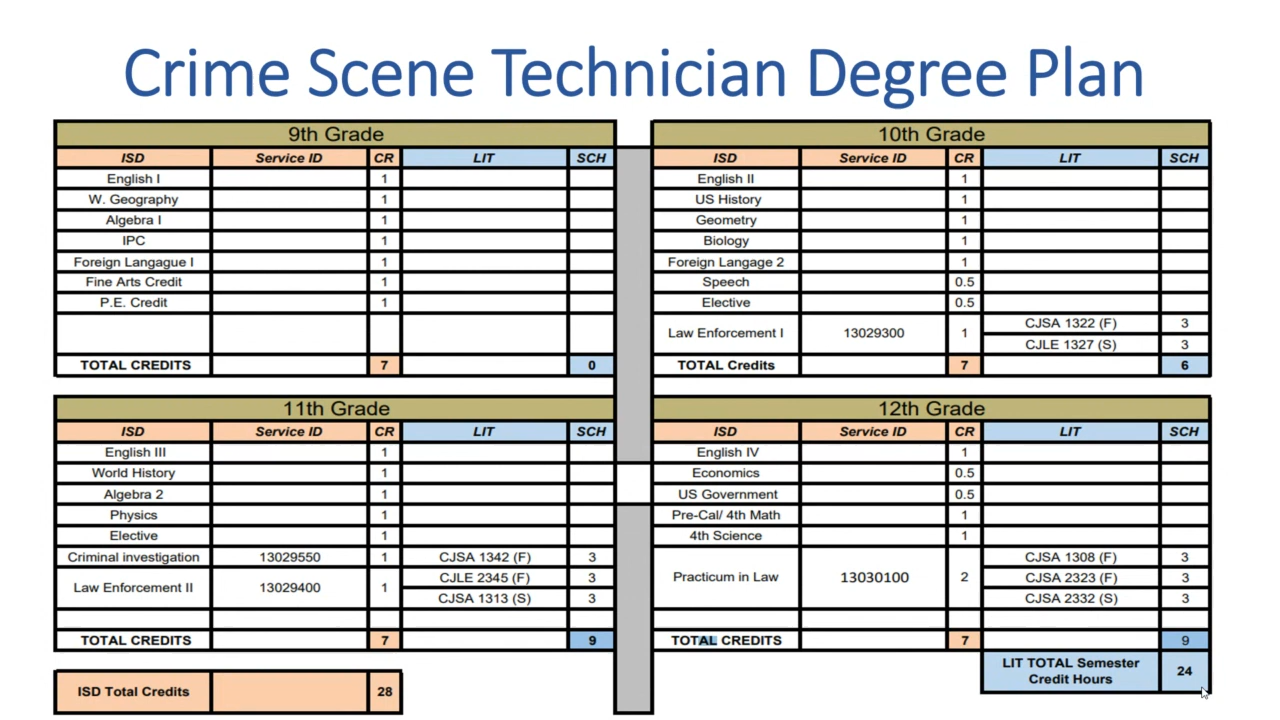 Crime Scene Technician Degree Plan
9th Grade
ISD Service ID CR LIT SCH
English I 1
W. Geography 1
Algebra I 1
IPC 1
Foreign Langague I 1
Fine Arts Credit 1
P.E. Credit 1
TOTAL CREDITS 7 0
10th Grade
ISD Service ID CR LIT SCH
English II 1
US History 1
Geometry 1
Biology 1
Foreign Langage 2 1
Speech 0.5
Elective 0.5
Law Enforcement I 13029300 1
CJSA 1322 (F) 3
CJLE 1327 (S) 3
TOTAL Credits 7 6
11th Grade
ISD Service ID CR LIT SCH
English III 1
World History 1
Algebra 2 1
Physics 1
Elective 1
Criminal investigation 13029550 1 CJSA 1342 (F) 3
Law Enforcement II 13029400 1
CJLE 2345 (F) 3
CJSA 1313 (S) 3
TOTAL CREDITS 7 9
12th Grade
ISD Service ID CR LIT SCH
English IV 1
Economics 0.5
US Government 0.5
Pre-Cal/ 4th Math 1
4th Science 1
Practicum in Law 13030100 2
CJSA 1308 (F) 3
CJSA 2323 (F) 3
CJSA 2332 (S) 3
TOTAL CREDITS 7 9
LIT TOTAL Semester
Credit Hours 24
ISD Total Credits 28